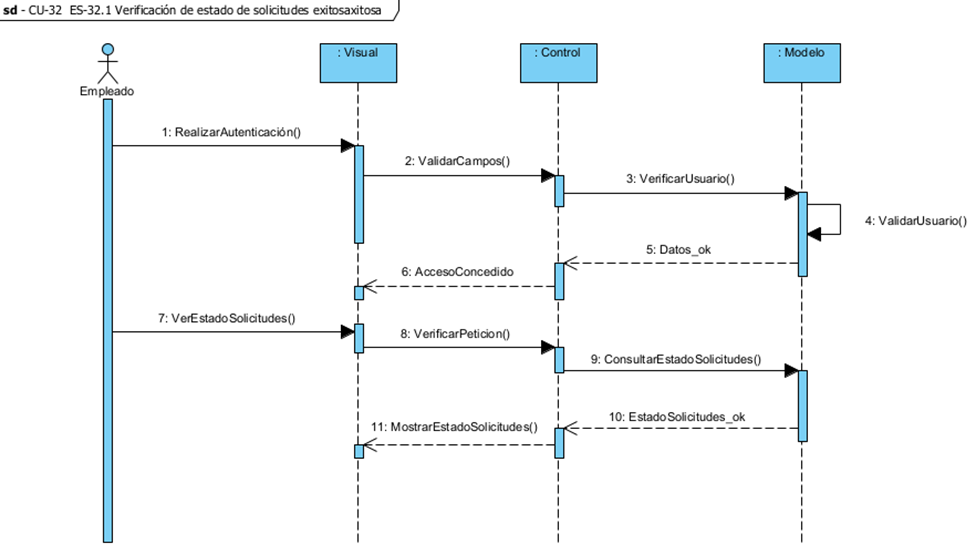 sd - CU-32 ES-32.1 Verificación de estado de solicitudes exitosaxitosa
: Visual
: Control
: Modelo
Empleado
1: RealizarAutenticación()
2: ValidarCampos()
3: VerificarUsuario()
4: ValidarUsuario()
5: Datos_ok
6: AccesoConcedido
7: VerEstadoSolicitudes()
8: VerificarPeticion()
9: ConsultarEstadoSolicitudes()
10: EstadoSolicitudes_ok
11: MostrarEstadoSolicitudes()